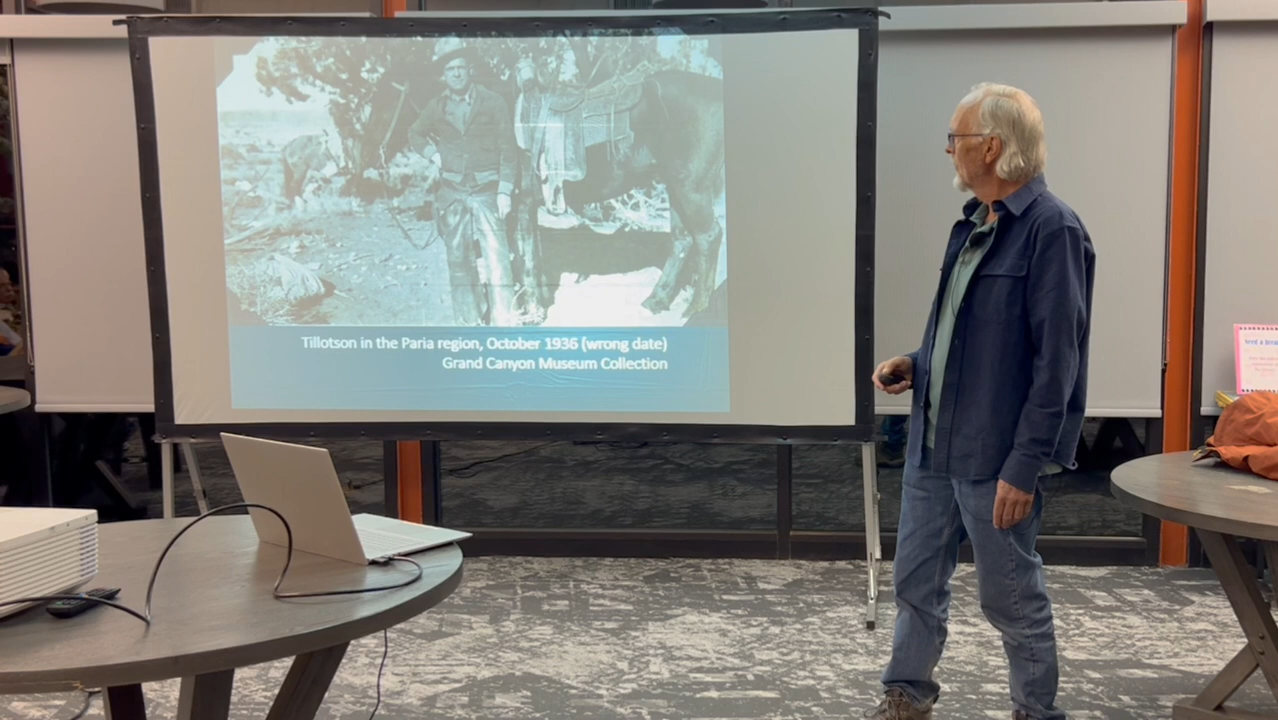 Tillotson in the Paria region, October 1936 (wrong date)
Grand Canyon Museum Collection